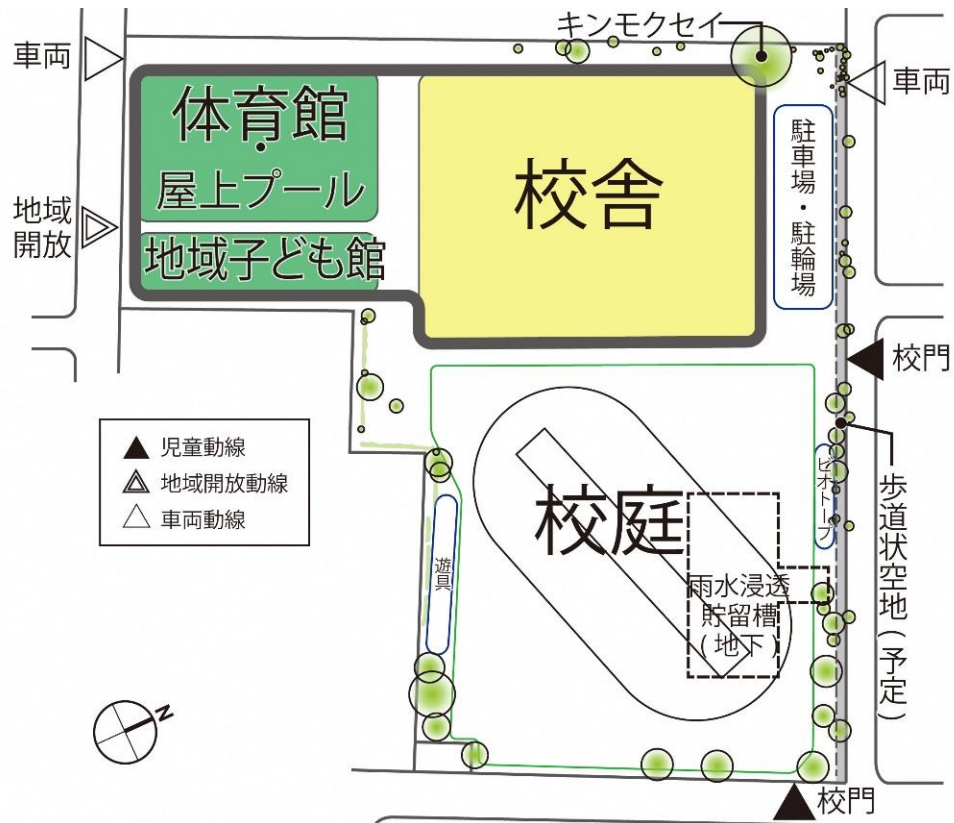 キンモクセイ
車両
車両
体育館
・
屋上プール
校舎
駐車場・駐輪場
地域
開放
地域子ども館
校門
児童動線
地域開放動線
車両動線
ビオトープ
校庭
遊具
雨水浸透
貯留槽
(地下)
歩道状空地(予定)
N
校門